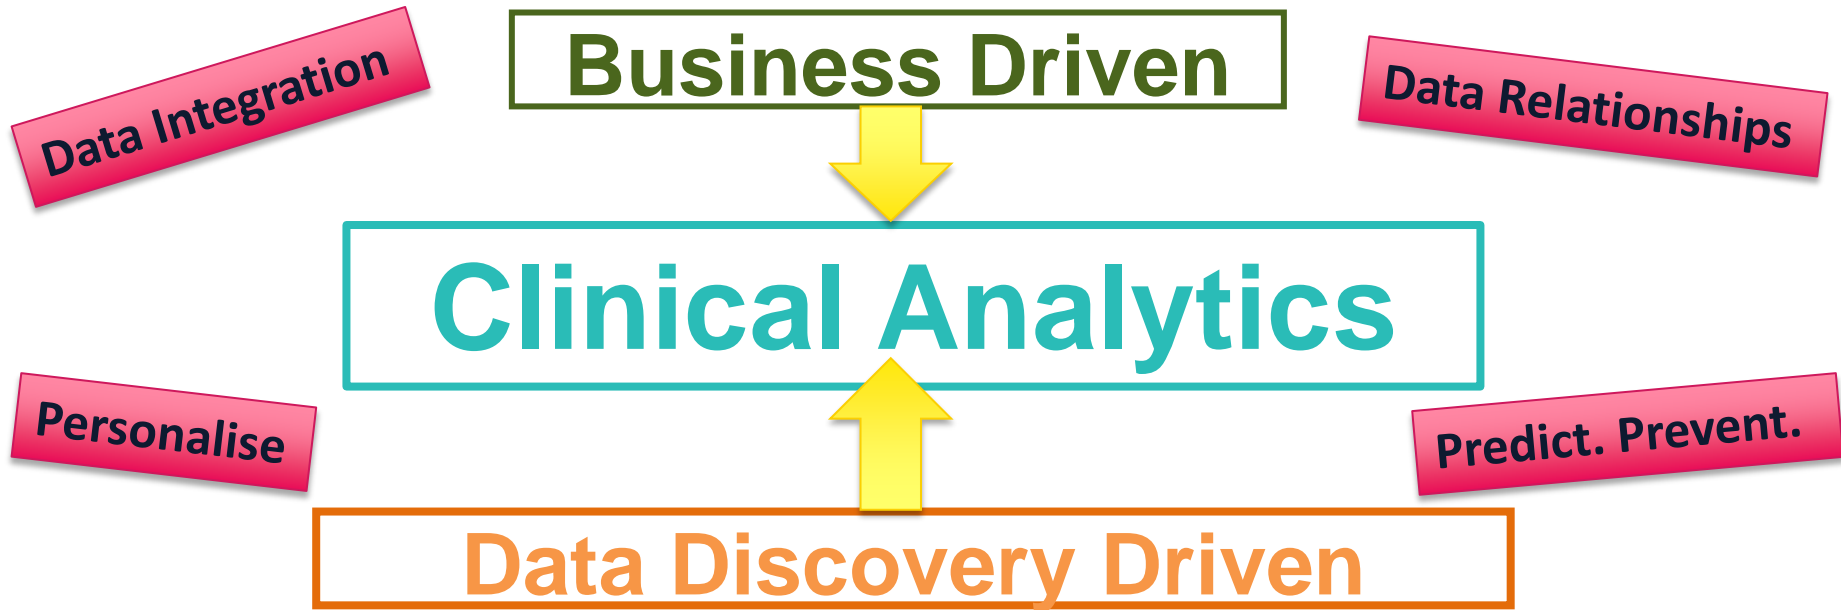 Business Driven
Data Integration
Data Relationships
Clinical Analytics
Personalise
Predict. Prevent.
Data Discovery Driven